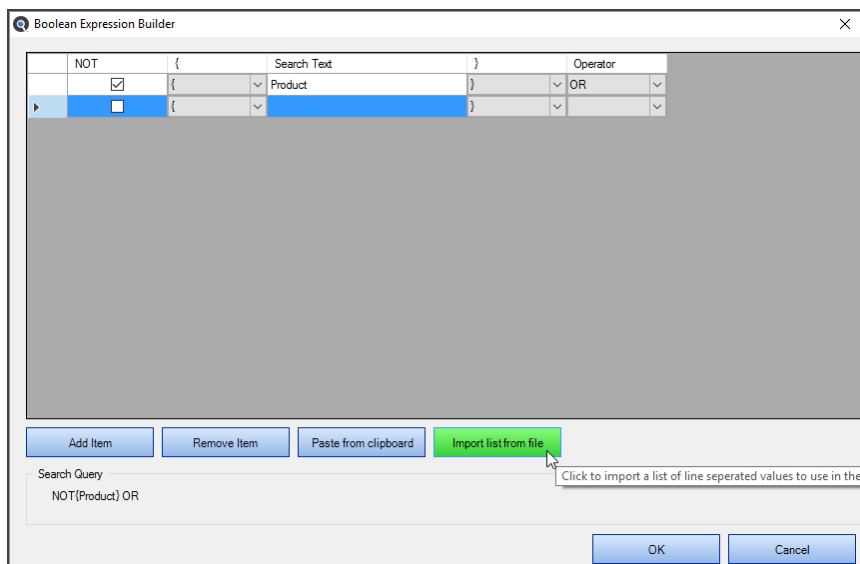 Boolean Expression Builder
NOT { Search Text } Operator
{ Product } OR
{ }
Add Item Remove Item Paste from clipboard Import list from file
Click to import a list of line seperated values to use in the
Search Query
NOT{Product} OR
OK Cancel